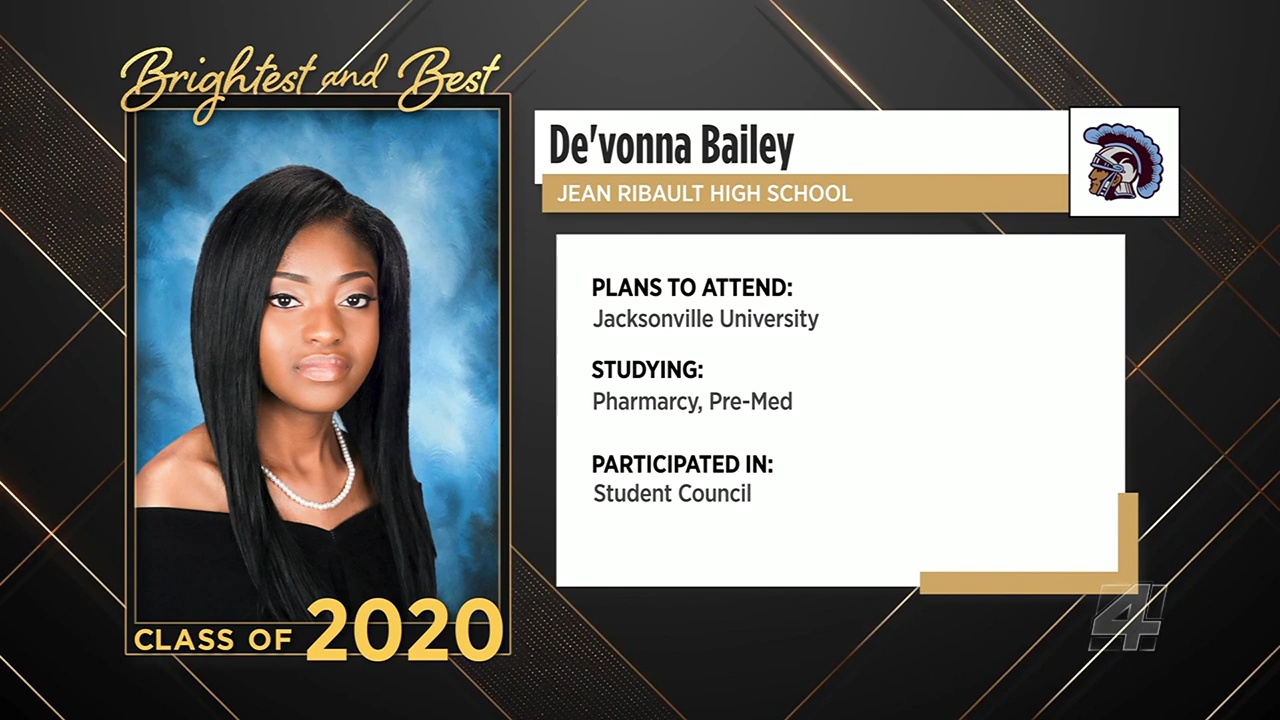 Brightest and Best
De'vonna Bailey
JEAN RIBAULT HIGH SCHOOL
PLANS TO ATTEND:
Jacksonville University
STUDYING:
Pharmarcy, Pre-Med
PARTICIPATED IN:
Student Council
CLASS OF 2020
4